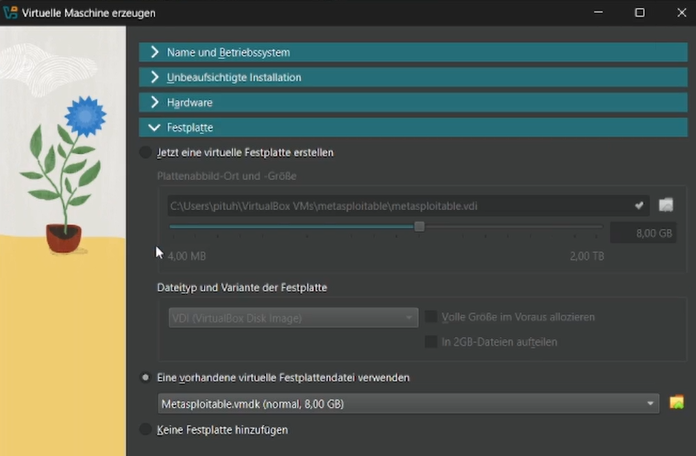 Virtuelle Maschine erzeugen
Name und Betriebssystem
Unbeaufsichtigte Installation
Hardware
Festplatte
Jetzt eine virtuelle Festplatte erstellen
Plattenabbild-Ort und -Größe
C:\Users\pituh\VirtualBox VMs\metasploitable\metasploitable.vdi
8,00 GB
4,00 MB 2,00 TB
Dateityp und Variante der Festplatte
VDI (VirtualBox Disk Image) Volle Größe im Voraus allozieren
In 2GB-Dateien aufteilen
Eine vorhandene virtuelle Festplattendatei verwenden
Metasploitable.vmdk (normal, 8,00 GB)
Keine Festplatte hinzufügen